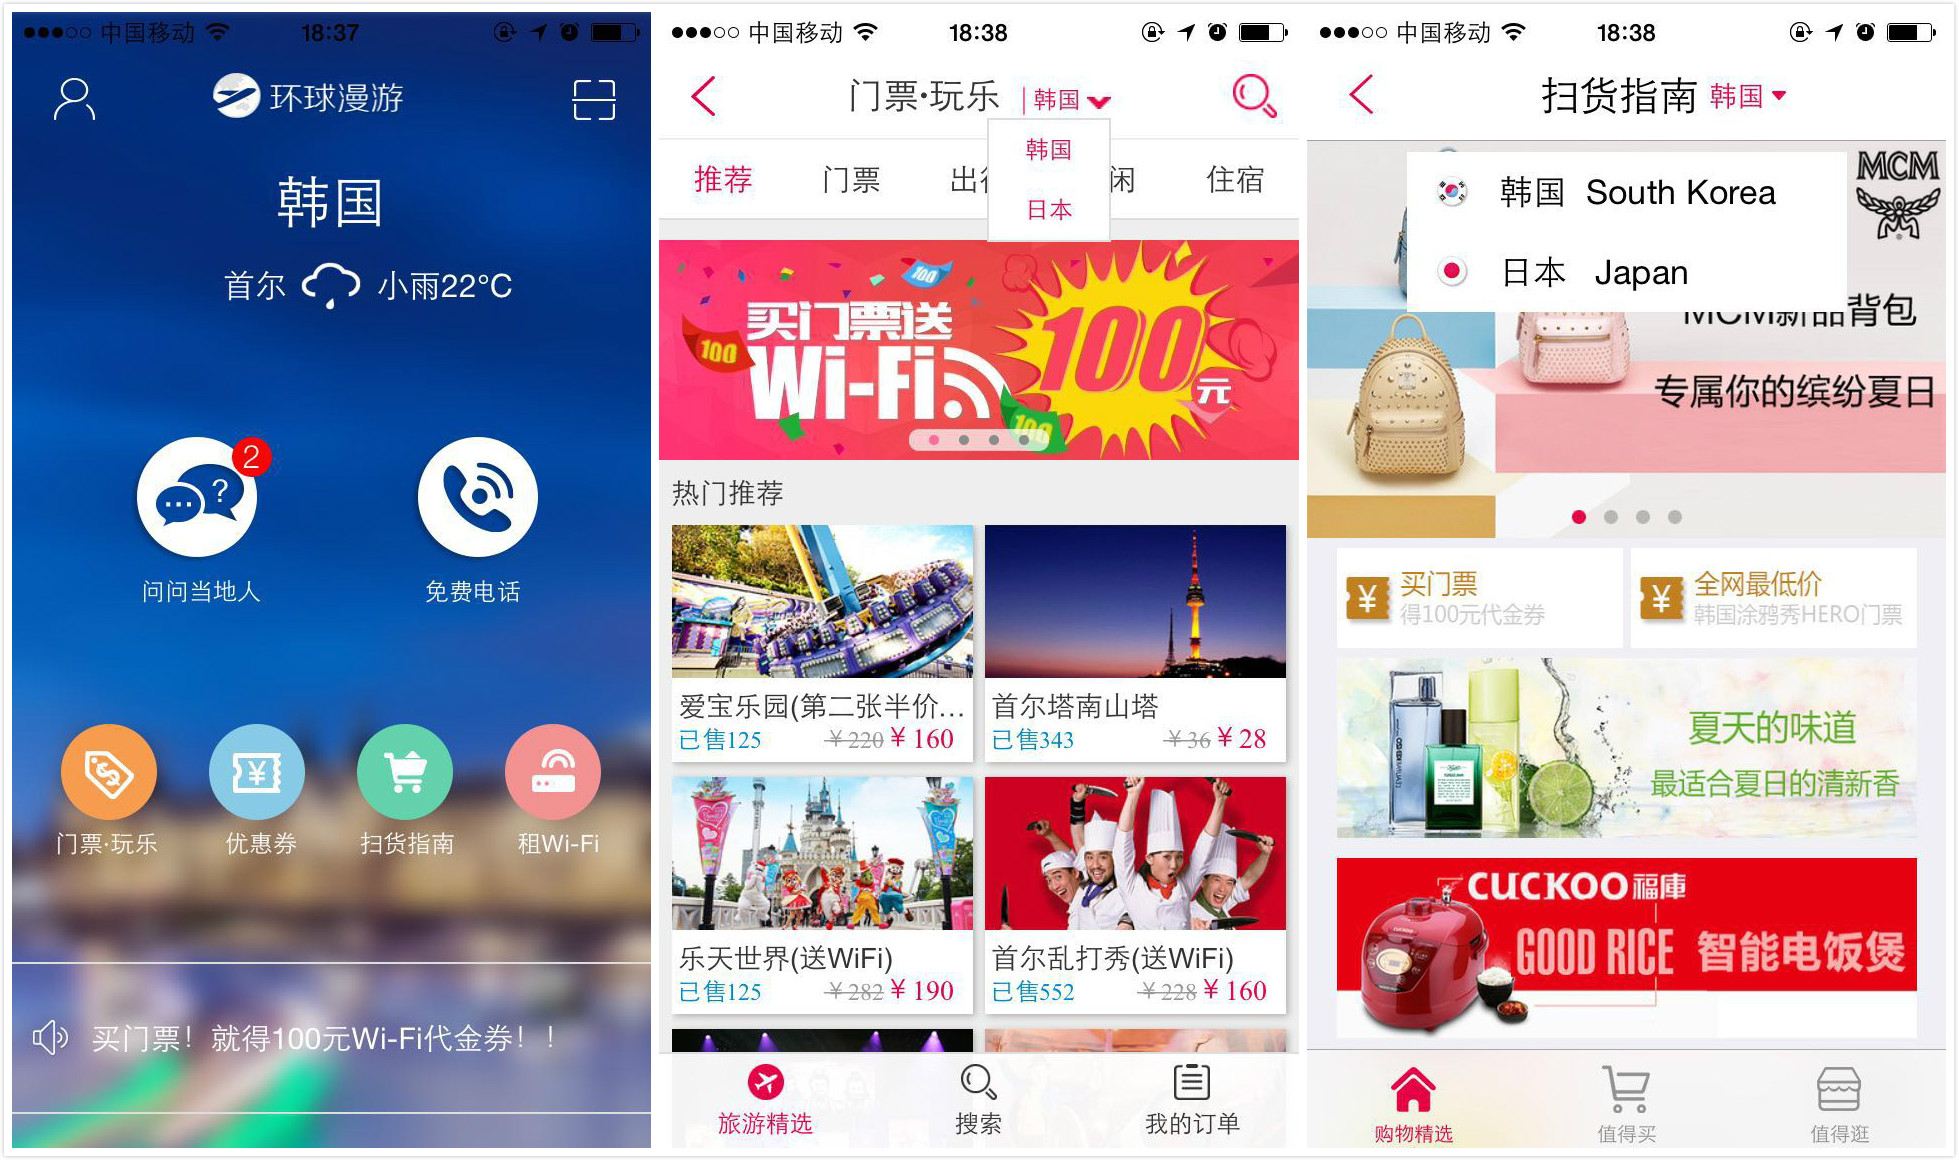 中国移动 18:37
环球漫游
韩国
首尔 小雨22°C
2
?
问问当地人 免费电话
门票·玩乐 优惠券 扫货指南 租Wi-Fi
买门票！就得100元Wi-Fi代金券！！
中国移动 18:38
门票·玩乐 |韩国
韩国
日本
推荐 门票 出 闲 住宿
100
买门票送
Wi-Fi
100
100元
100
热门推荐
爱宝乐园(第二张半价...
已售125 ¥220 ¥160
首尔塔南山塔
已售343 ¥36 ¥28
乐天世界(送WiFi)
已售125 ¥282 ¥190
首尔乱打秀(送WiFi)
已售552 ¥228 ¥160
旅游精选 搜索 我的订单
中国移动 18:38
扫货指南 韩国
韩国 South Korea
日本 Japan
MCM
MCM新品背包
专属你的缤纷夏日
¥ 买门票
得100元代金券
¥ 全网最低价
韩国涂鸦秀HERO门票
夏天的味道
最适合夏日的清新香
CUCKOO福庫
GOOD RICE 智能电饭煲
购物精选 值得买 值得逛